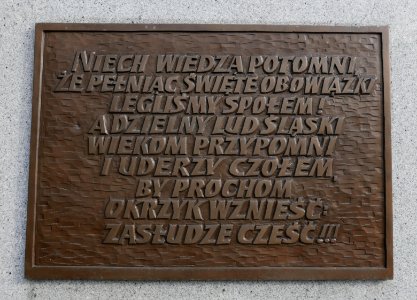 NIECH WIEDZĄ POTOMNI,
ŻE PEŁNIĄC ŚWIĘTE OBOWIĄZKI
LEGLIŚMY SPOŁEM!
A DZIELNY LUD ŚLĄSKI
WIEKOM PRZYPOMNI
I UDERZY CZOŁEM,
BY PROCHOM
OKRZYK WZNIEŚĆ:
ZASŁUDZE CZEŚĆ!!!